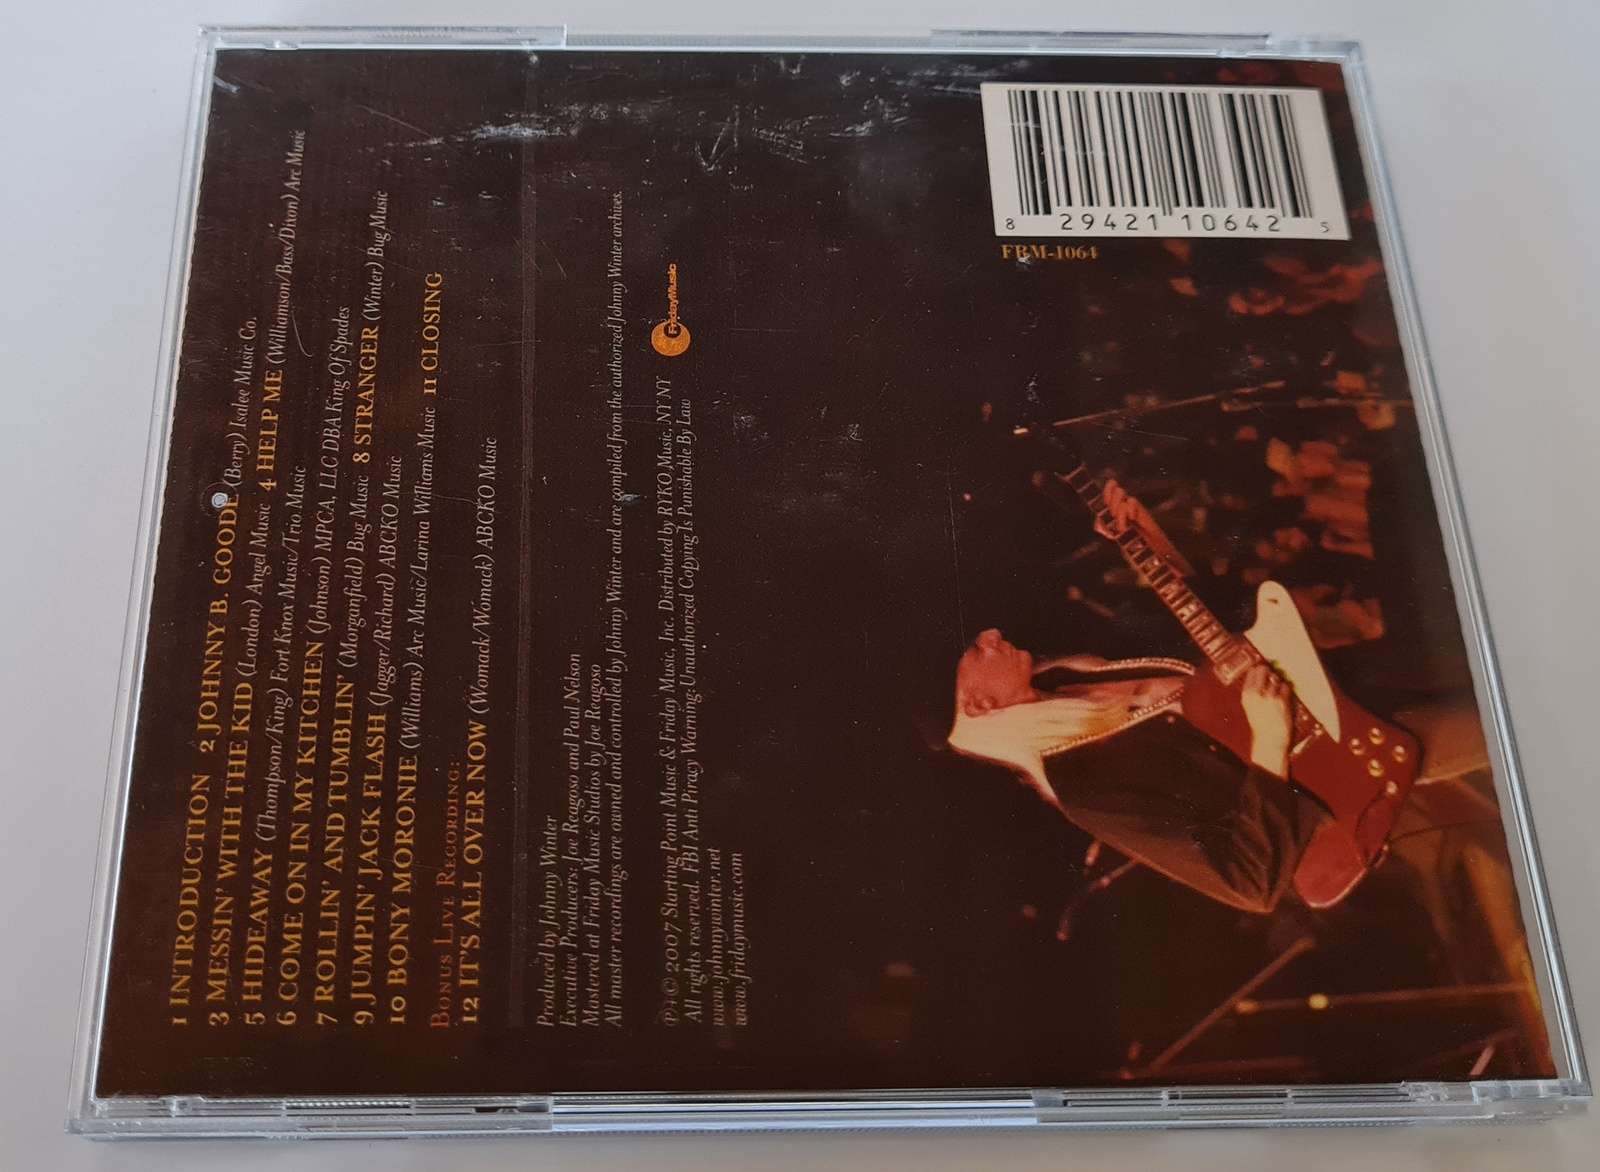 1 INTRODUCTION 2 JOHNNY B. GOODE (Berry) Isalee Music Co.
3 MESSIN' WITH THE KID (London) Angel Music 4 HELP ME (Williamson/Bass/Dixon) Arc Music
5 HIDEAWAY (Thompson/King) Fort Knox Music/Trio Music
6 COME ON IN MY KITCHEN (Johnson) MPCA, LLC DBA King Of Spades
7 ROLLIN' AND TUMBLIN' (Morganfield) Bug Music 8 STRANGER (Winter) Bug Music
9 JUMPIN' JACK FLASH (Jagger/Richard) ABCKO Music
10 BONY MORONIE (Williams) Arc Music/Larina Williams Music 11 CLOSING
BONUS LIVE RECORDING:
12 IT'S ALL OVER NOW (Womack/Womack) ABCKO Music
Produced by Johnny Winter
Executive Producers: Joe Reagoso and Paul Nelson
Mastered at Friday Music Studios by Joe Reagoso
All master recordings are owned and controlled by Johnny Winter and are compiled from the authorized Johnny Winter archives.
FridayMusic
℗©2007 Starting Point Music & Friday Music, Inc. Distributed by RYKO Music, NY NY
All rights reserved. FBI Anti Piracy Warning: Unauthorized Copying Is Punishable By Law
www.johnnywinter.net
www.fridaymusic.com
8 29421 10642 5
FRM-1064